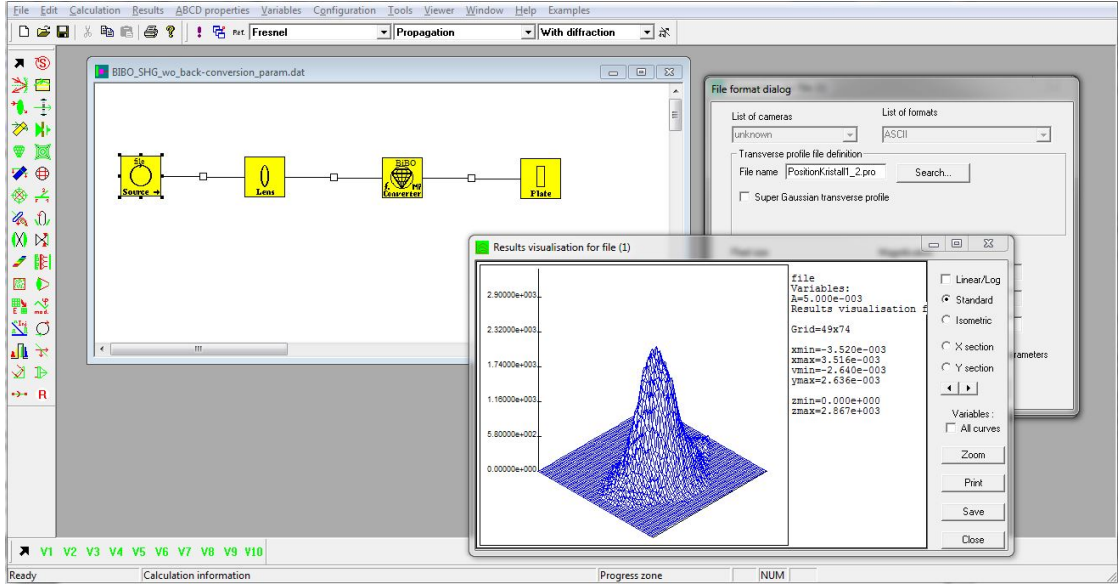 File Edit Calculation Results ABCD properties Variables Configuration Tools Viewer Window Help Examples
Ref. Fresnel Propagation With diffraction
BIBO_SHG_wo_back-conversion_param.dat
file
Source
Lens
BiBO
f. M9
Converter
Plate
File format dialog
List of cameras
List of formats
unknown
ASCII
Transverse profile file definition
File name PositionKristall1_2.pro Search...
Super Gaussian transverse profile
rameters
Results visualisation for file (1)
2.90000e+003
2.32000e+003
1.74000e+003
1.16000e+003
5.80000e+002
0.00000e+000
file
Variables:
A=5.000e-003
Results visualisation f
Grid=49x74
xmin=-3.520e-003
xmax=3.516e-003
ymin=-2.640e-003
ymax=2.636e-003
zmin=0.000e+000
zmax=2.867e+003
Linear/Log
Standard
Isometric
X section
Y section
Variables :
All curves
Zoom
Print
Save
Close
V1 V2 V3 V4 V5 V6 V7 V8 V9 V10
Ready
Calculation information
Progress zone
NUM